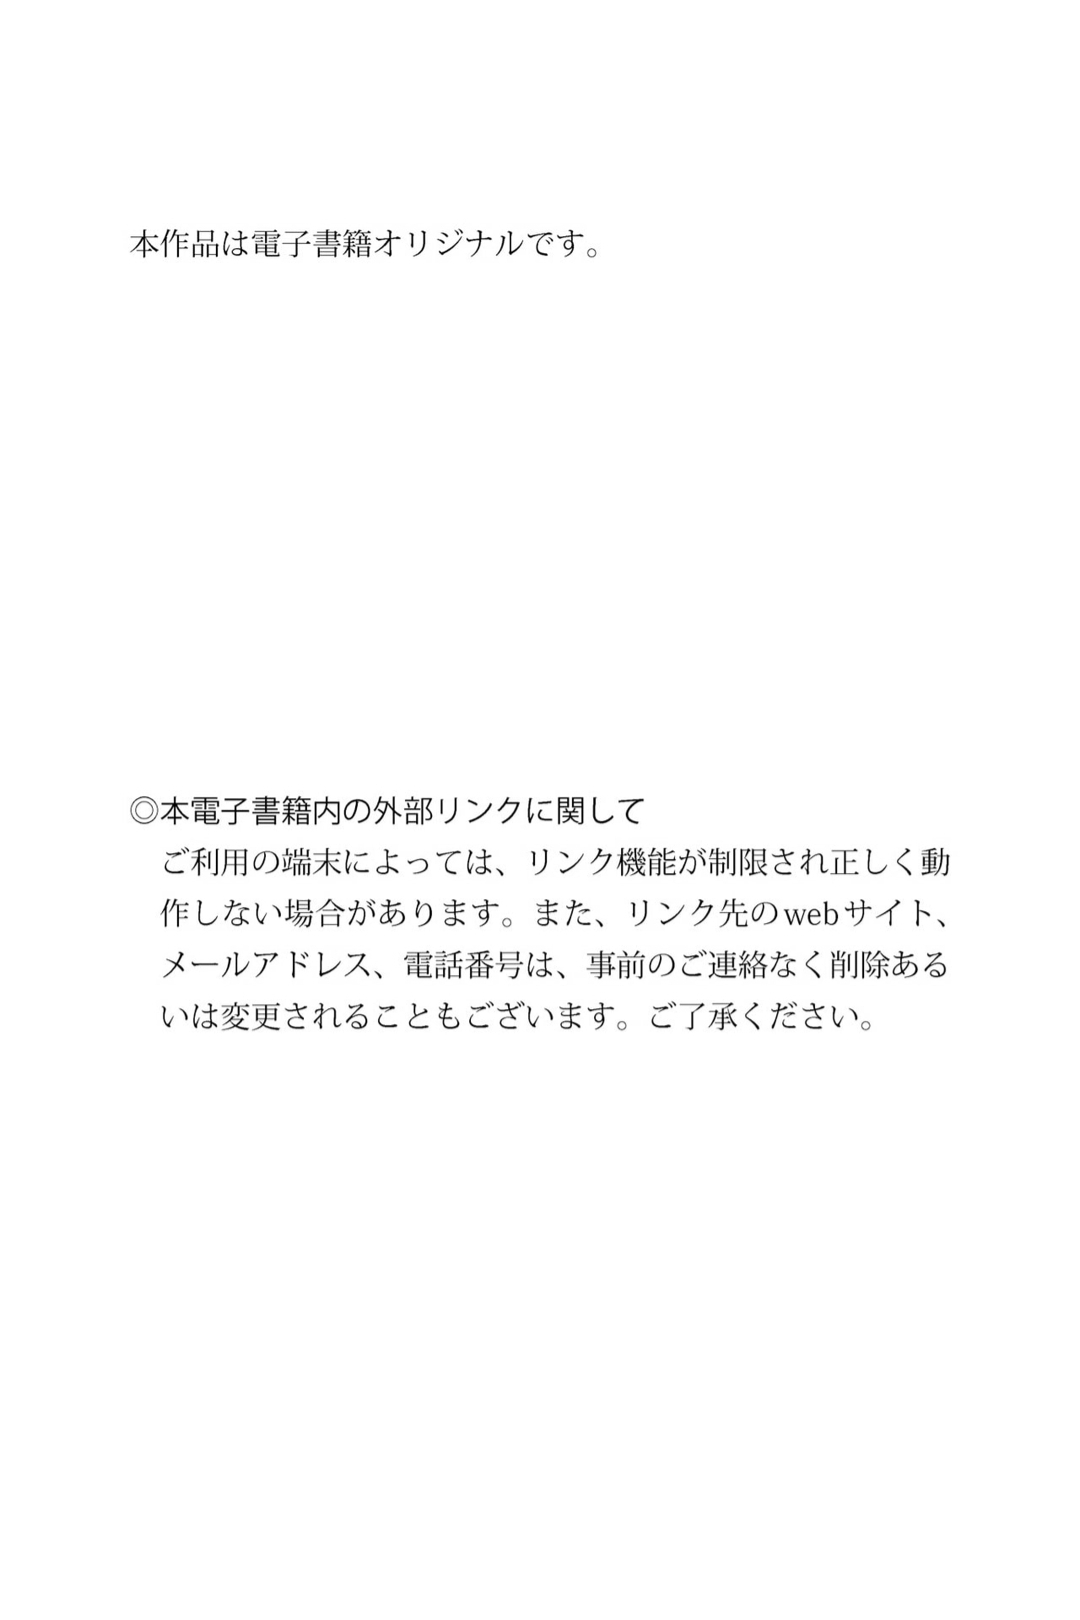 本作品は電子書籍オリジナルです。
◎本電子書籍内の外部リンクに関して
ご利用の端末によっては、リンク機能が制限され正しく動
作しない場合があります。また、リンク先のwebサイト、
メールアドレス、電話番号は、事前のご連絡なく削除ある
いは変更されることもございます。ご了承ください。